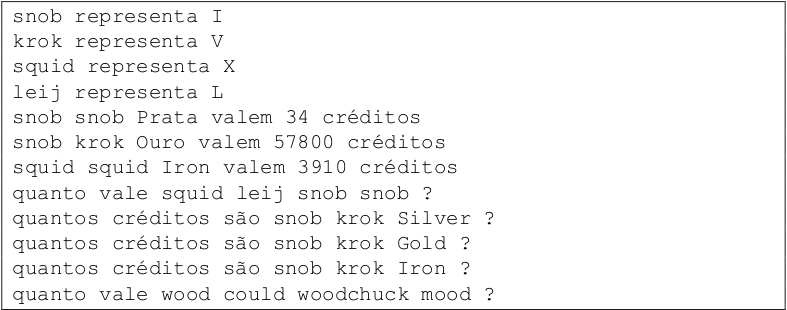 snob representa I
krok representa V
squid representa X
leij representa L
snob snob Prata valem 34 créditos
snob krok Ouro valem 57800 créditos
squid squid Iron valem 3910 créditos
quanto vale squid leij snob snob ?
quantos créditos são snob krok Silver ?
quantos créditos são snob krok Gold ?
quantos créditos são snob krok Iron ?
quanto vale wood could woodchuck mood ?